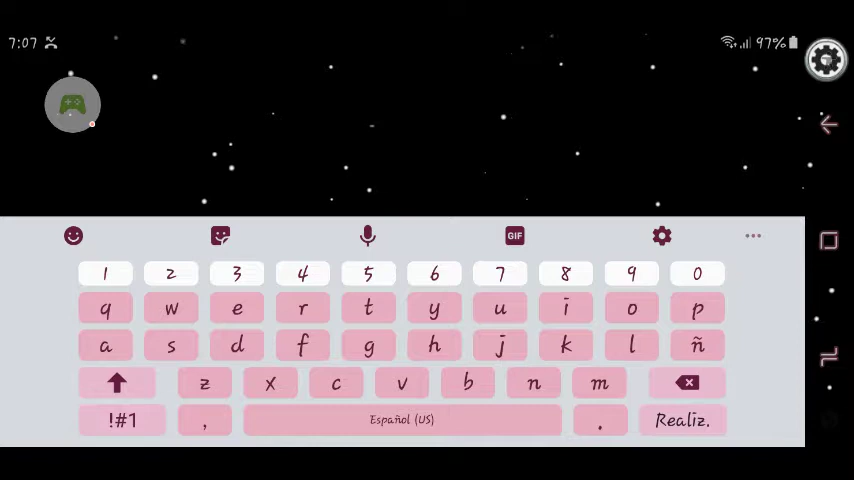 7:07 97%
GIF
1 2 3 4 5 6 7 8 9 0
q w e r t y u i o p
a s d f g h j k l ñ
z x c v b n m
!#1 , Español (US) . Realiz.